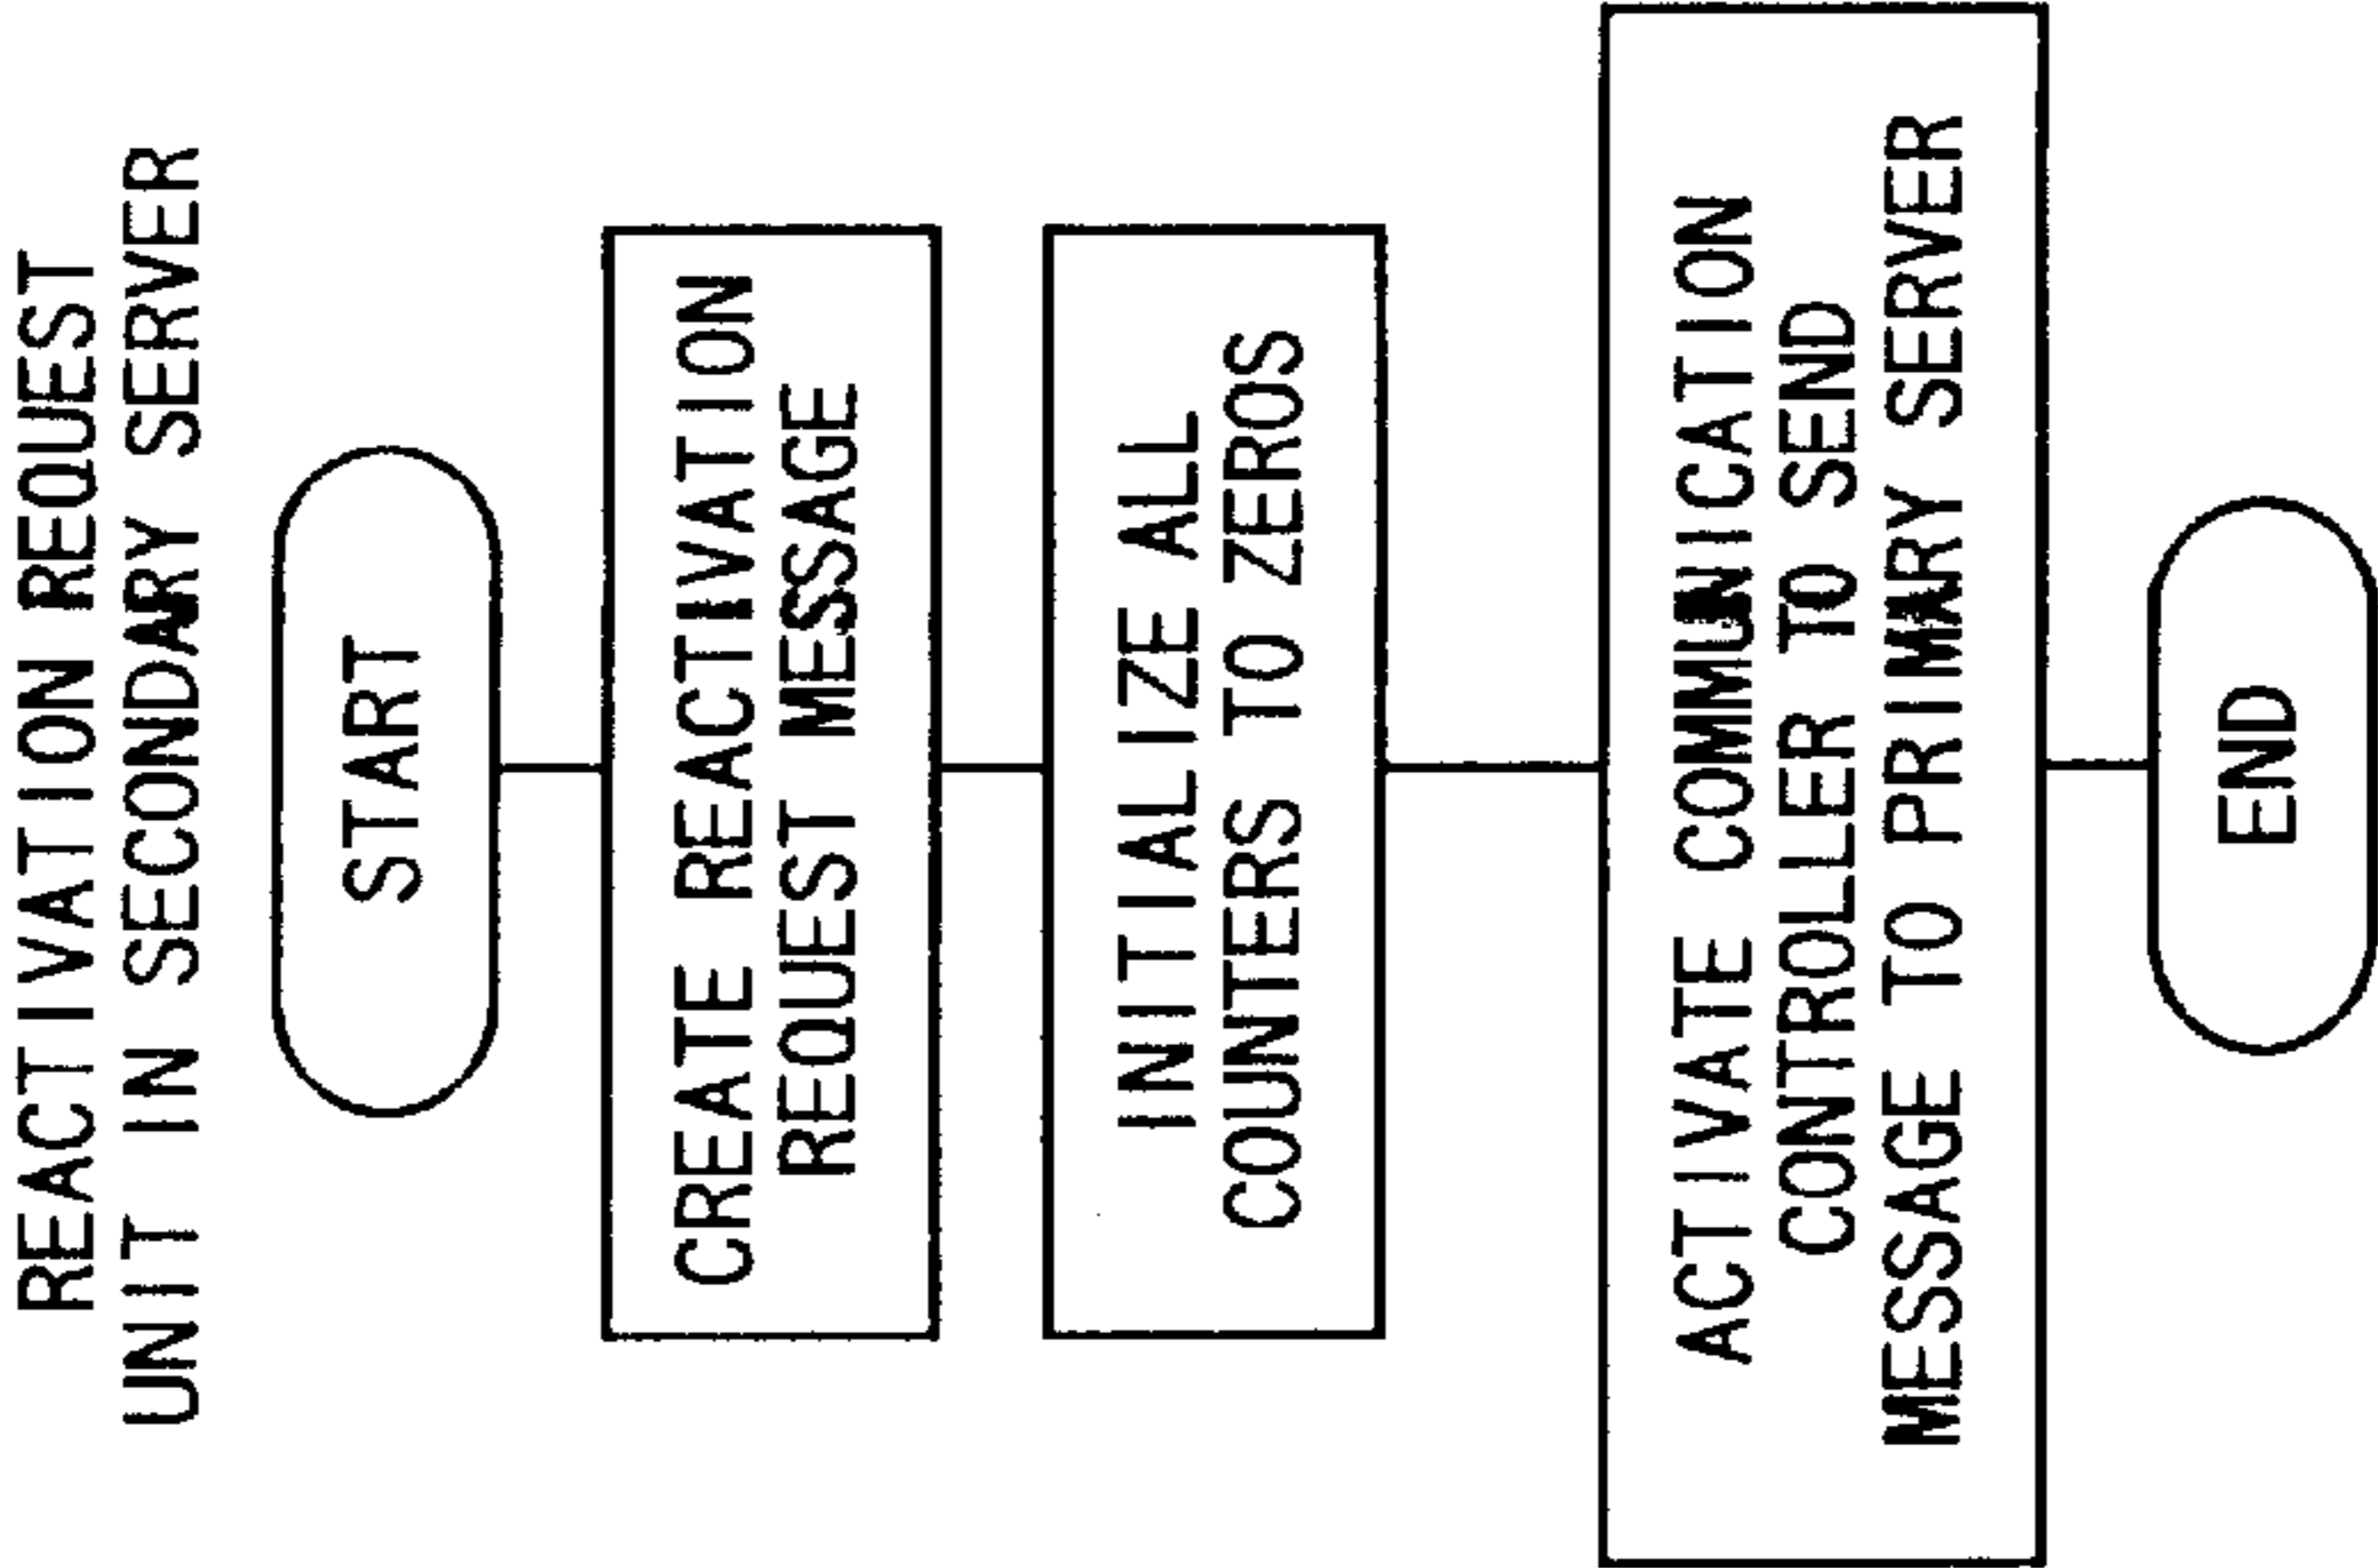 REACTIVATION REQUEST
UNIT IN SECONDARY SERVER
START
CREATE REACTIVATION
REQUEST MESSAGE
INITIALIZE ALL
COUNTERS TO ZEROS
ACTIVATE COMMUNICATION
CONTROLLER TO SEND
MESSAGE TO PRIMARY SERVER
END